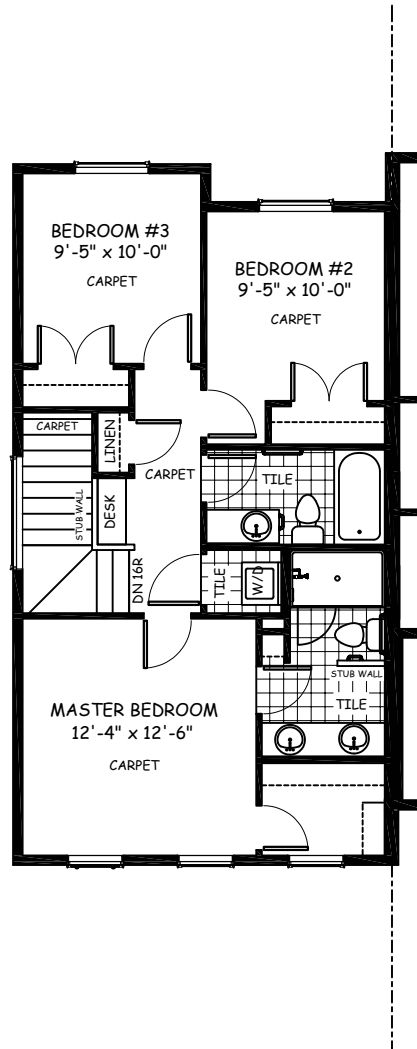 BEDROOM #3
9'-5" x 10'-0"
CARPET
BEDROOM #2
9'-5" x 10'-0"
CARPET
CARPET
LINEN
CARPET
TILE
STUB WALL
DESK
DN 16R
TILE
W/D
STUB WALL
TILE
MASTER BEDROOM
12'-4" x 12'-6"
CARPET